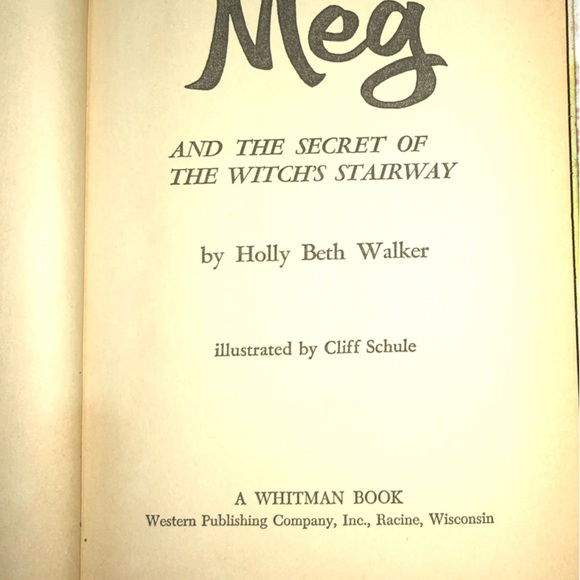 Meg
AND THE SECRET OF
THE WITCH'S STAIRWAY
by Holly Beth Walker
illustrated by Cliff Schule
A WHITMAN BOOK
Western Publishing Company, Inc., Racine, Wisconsin